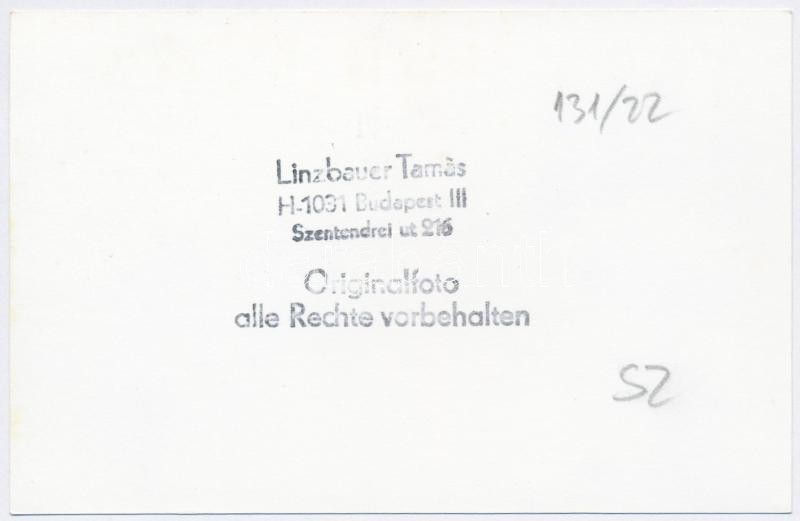 131/22
Linzbauer Tamàs
H-1031 Budapest III
Szentendrei ut 216
Originalfoto
alle Rechte vorbehalten
SZ